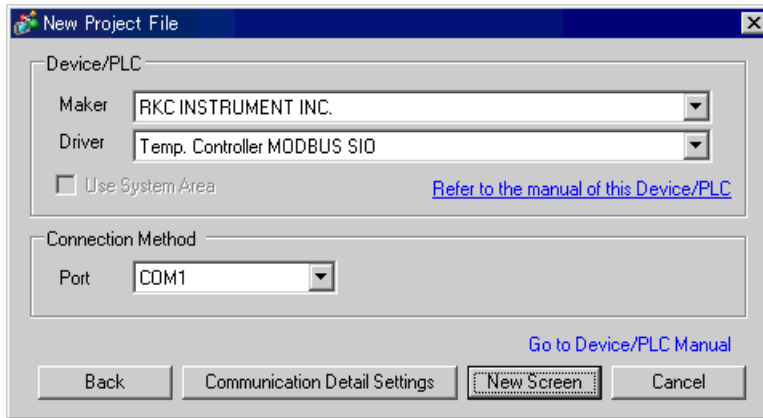 New Project File
Device/PLC
Maker RKC INSTRUMENT INC.
Driver Temp. Controller MODBUS SIO
Use System Area Refer to the manual of this Device/PLC
Connection Method
Port COM1
Go to Device/PLC Manual
Back Communication Detail Settings New Screen Cancel